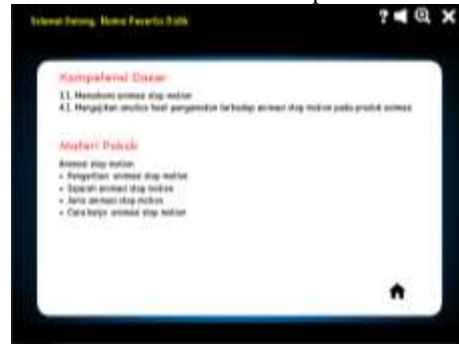 Selamat Datang, Nama Peserta Didik
Kompetensi Dasar
3.1. Memahami animasi stop motion
4.1. Menyajikan analisa hasil pengamatan terhadap animasi stop motion pada produk animasi
Materi Pokok
Animasi stop motion
• Pengertian animasi stop motion
• Sejarah animasi stop motion
• Jenis animasi stop motion
• Cara kerja animasi stop motion